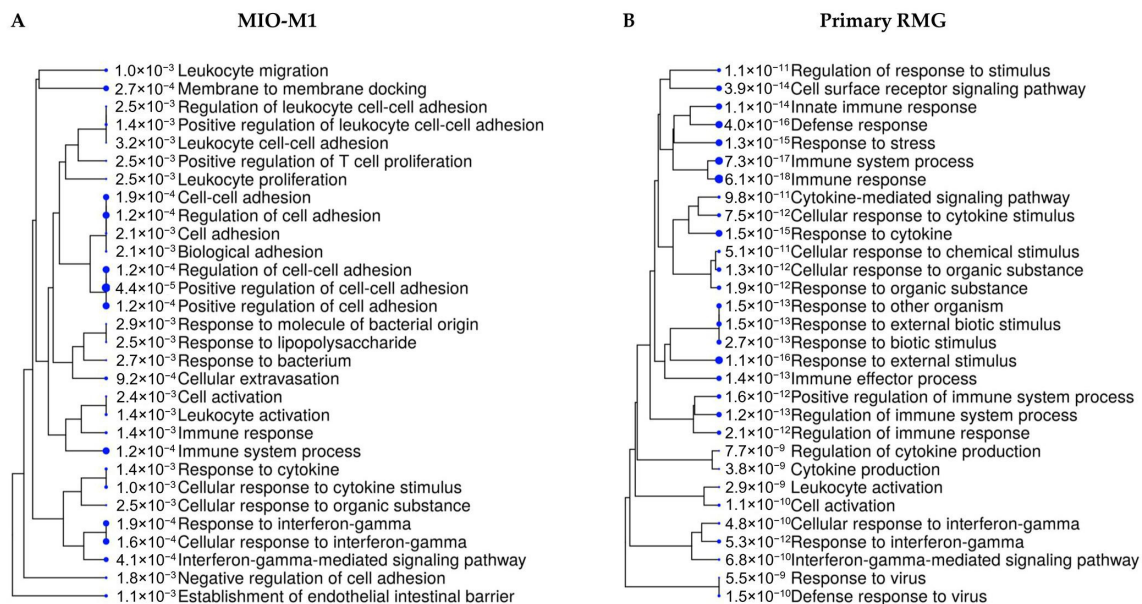 A MIO-M1
1.0×10⁻³ Leukocyte migration
2.7×10⁻⁴ Membrane to membrane docking
2.5×10⁻³ Regulation of leukocyte cell-cell adhesion
1.4×10⁻³ Positive regulation of leukocyte cell-cell adhesion
3.2×10⁻³ Leukocyte cell-cell adhesion
2.5×10⁻³ Positive regulation of T cell proliferation
2.5×10⁻³ Leukocyte proliferation
1.9×10⁻⁴ Cell-cell adhesion
1.2×10⁻⁴ Regulation of cell adhesion
2.1×10⁻³ Cell adhesion
2.1×10⁻³ Biological adhesion
1.2×10⁻⁴ Regulation of cell-cell adhesion
4.4×10⁻⁵ Positive regulation of cell-cell adhesion
1.2×10⁻⁴ Positive regulation of cell adhesion
2.9×10⁻³ Response to molecule of bacterial origin
2.5×10⁻³ Response to lipopolysaccharide
2.7×10⁻³ Response to bacterium
9.2×10⁻⁴ Cellular extravasation
2.4×10⁻³ Cell activation
1.4×10⁻³ Leukocyte activation
1.4×10⁻³ Immune response
1.2×10⁻⁴ Immune system process
1.4×10⁻³ Response to cytokine
1.0×10⁻³ Cellular response to cytokine stimulus
2.5×10⁻³ Cellular response to organic substance
1.9×10⁻⁴ Response to interferon-gamma
1.6×10⁻⁴ Cellular response to interferon-gamma
4.1×10⁻⁴ Interferon-gamma-mediated signaling pathway
1.8×10⁻³ Negative regulation of cell adhesion
1.1×10⁻³ Establishment of endothelial intestinal barrier
B Primary RMG
1.1×10⁻¹¹ Regulation of response to stimulus
3.9×10⁻¹⁴ Cell surface receptor signaling pathway
1.1×10⁻¹⁴ Innate immune response
4.0×10⁻¹⁶ Defense response
1.3×10⁻¹⁵ Response to stress
7.3×10⁻¹⁷ Immune system process
6.1×10⁻¹⁸ Immune response
9.8×10⁻¹¹ Cytokine-mediated signaling pathway
7.5×10⁻¹² Cellular response to cytokine stimulus
1.5×10⁻¹⁵ Response to cytokine
5.1×10⁻¹¹ Cellular response to chemical stimulus
1.3×10⁻¹² Cellular response to organic substance
1.9×10⁻¹² Response to organic substance
1.5×10⁻¹³ Response to other organism
1.5×10⁻¹³ Response to external biotic stimulus
2.7×10⁻¹³ Response to biotic stimulus
1.1×10⁻¹⁶ Response to external stimulus
1.4×10⁻¹³ Immune effector process
1.6×10⁻¹² Positive regulation of immune system process
1.2×10⁻¹³ Regulation of immune system process
2.1×10⁻¹² Regulation of immune response
7.7×10⁻⁹ Regulation of cytokine production
3.8×10⁻⁹ Cytokine production
2.9×10⁻⁹ Leukocyte activation
1.1×10⁻¹⁰ Cell activation
4.8×10⁻¹⁰ Cellular response to interferon-gamma
5.3×10⁻¹² Response to interferon-gamma
6.8×10⁻¹⁰ Interferon-gamma-mediated signaling pathway
5.5×10⁻⁹ Response to virus
1.5×10⁻¹⁰ Defense response to virus